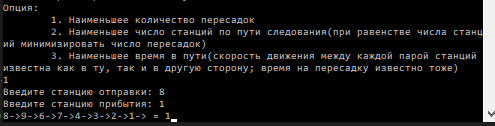 Опция:
1. Наименьшее количество пересадок
2. Наименьшее число станций по пути следования(при равенстве числа станц
ий минимизировать число пересадок)
3. Наименьшее время в пути(скорость движения между каждой парой станций
известна как в ту, так и в другую сторону; время на пересадку известно тоже)
1
Введите станцию отправки: 8
Введите станцию прибытия: 1
8->9->6->7->4->3->2->1-> = 1